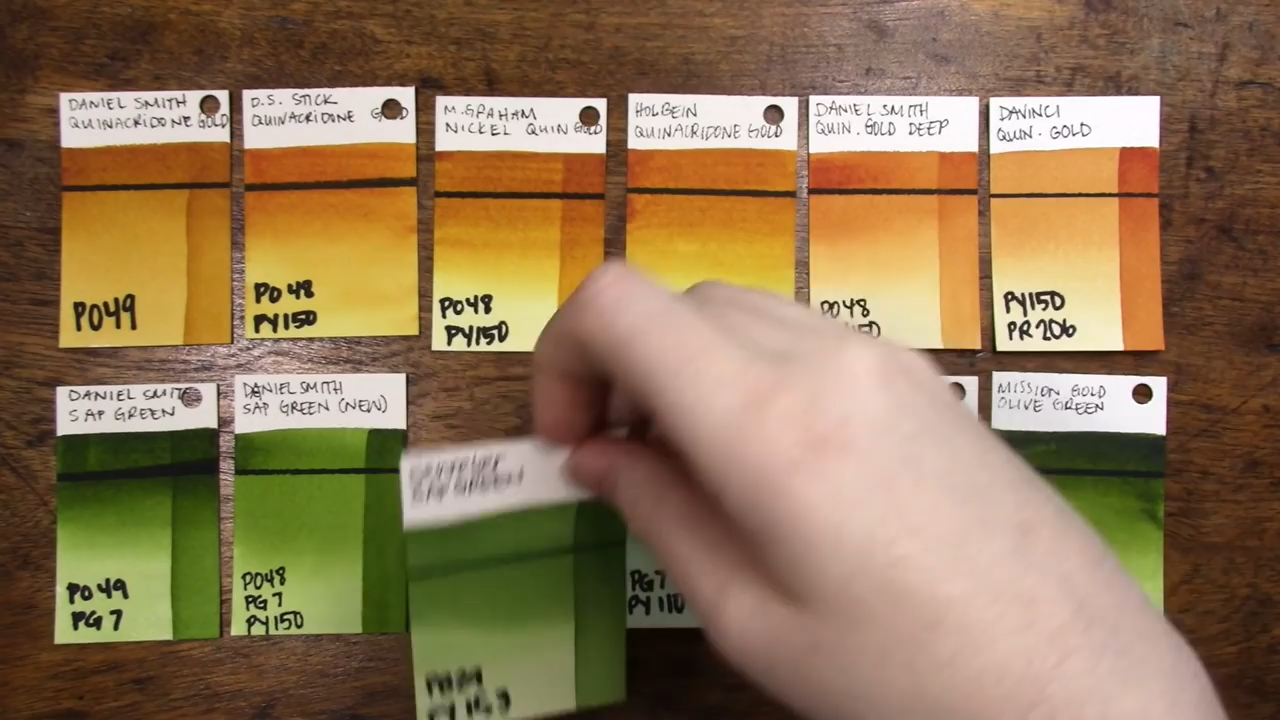 DANIEL SMITH
QUINACRIDONE GOLD
PO49
D.S. STICK
QUINACRIDONE GOLD
PO48
PY150
M. GRAHAM
NICKEL QUIN GOLD
PO48
PY150
HOLBEIN
QUINACRIDONE GOLD
DANIEL SMITH
QUIN. GOLD DEEP
PO48
DAVINCI
QUIN. GOLD
PY150
PR206
DANIEL SMITH
SAP GREEN
PO49
PG7
DANIEL SMITH
SAP GREEN (NEW)
PO48
PG7
PY150
SAP GREEN
PG7
PY110
MISSION GOLD
OLIVE GREEN